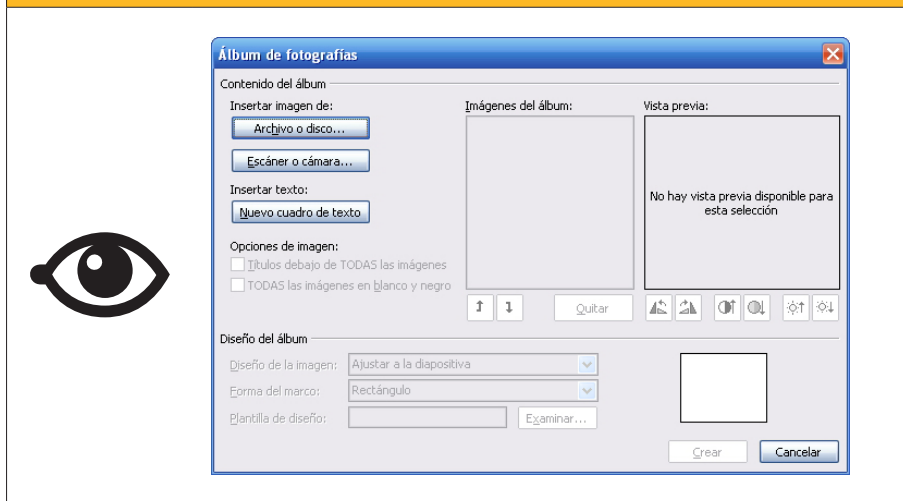 Álbum de fotografías
Contenido del álbum
Insertar imagen de:
Archivo o disco...
Escáner o cámara...
Insertar texto:
Nuevo cuadro de texto
Opciones de imagen:
Títulos debajo de TODAS las imágenes
TODAS las imágenes en blanco y negro
Imágenes del álbum:
Quitar
Vista previa:
No hay vista previa disponible para
esta selección
Diseño del álbum
Diseño de la imagen: Ajustar a la diapositiva
Forma del marco: Rectángulo
Plantilla de diseño: Examinar...
Crear Cancelar